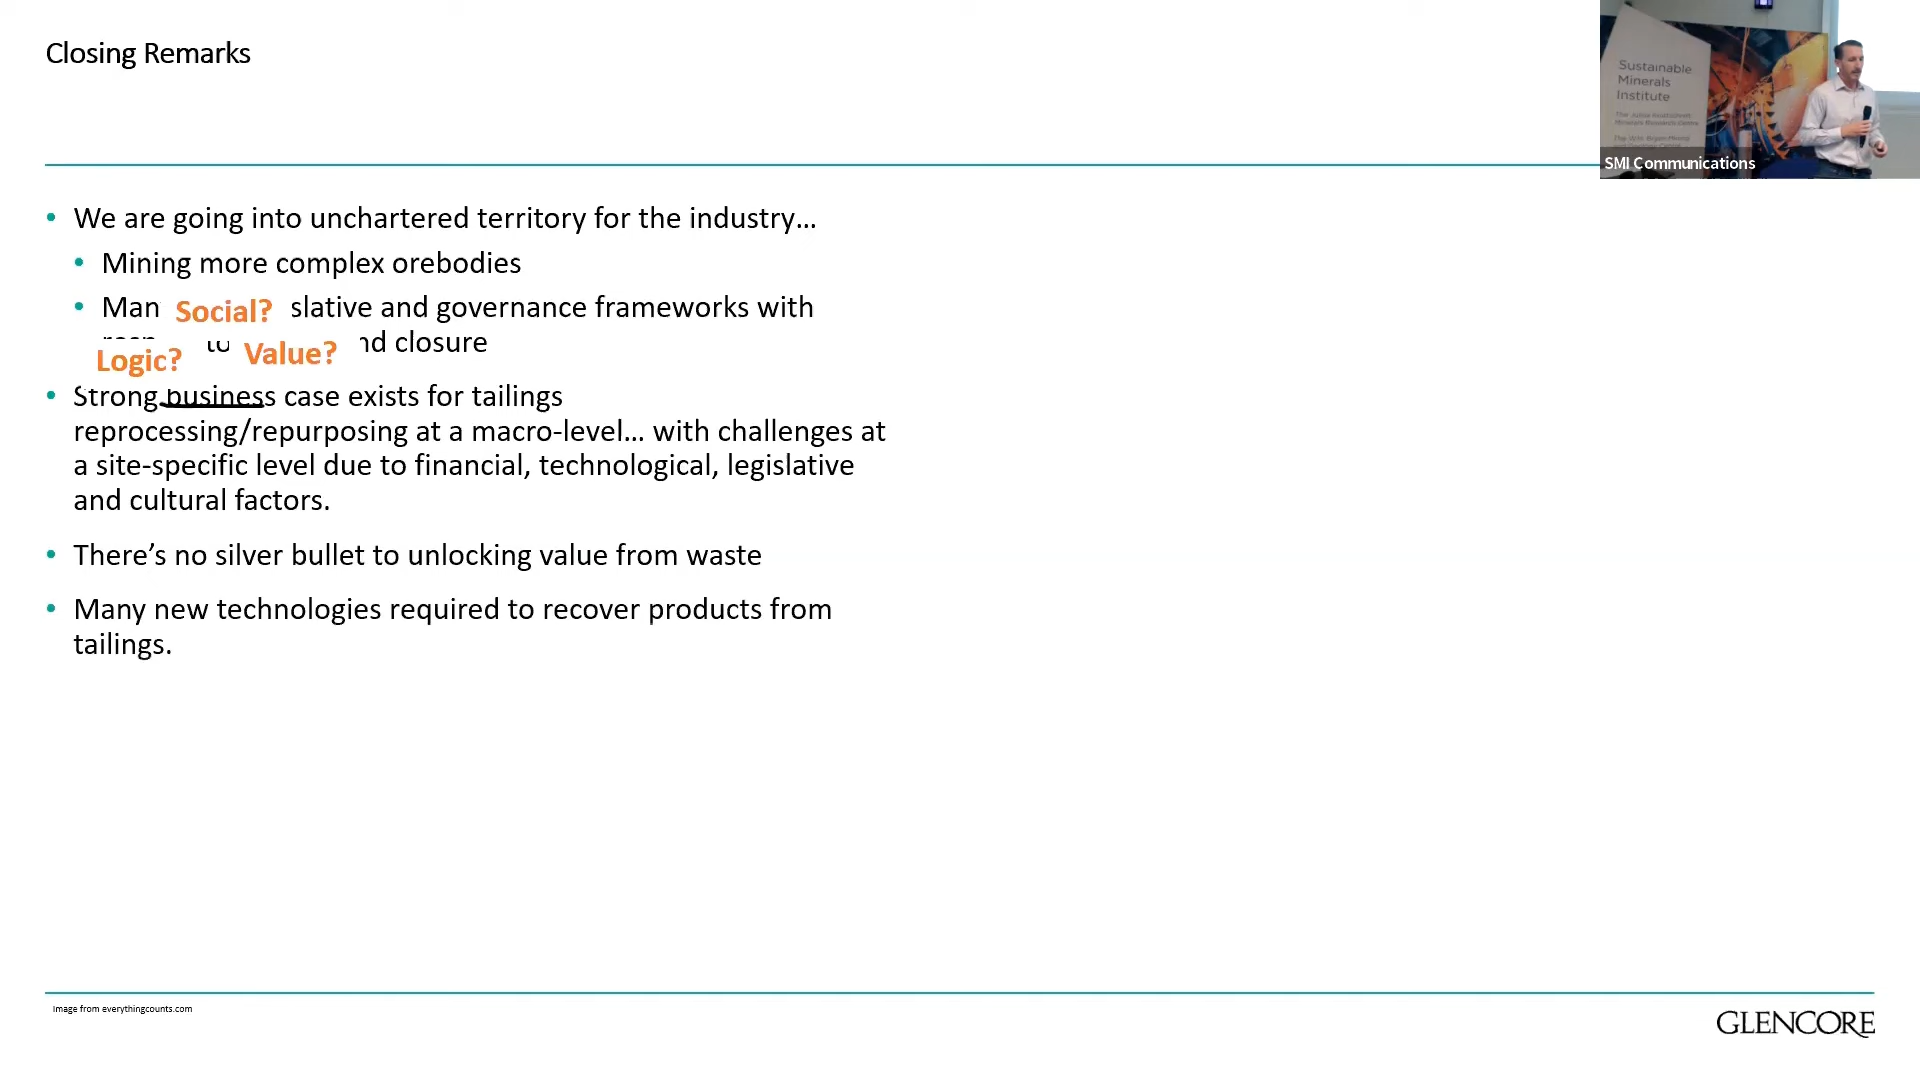 Closing Remarks
Sustainable
Minerals
Institute
SMI Communications
• We are going into unchartered territory for the industry…
• Mining more complex orebodies
• Man Social? slative and governance frameworks with
to Value? nd closure
Logic?
• Strong business case exists for tailings
reprocessing/repurposing at a macro-level… with challenges at
a site-specific level due to financial, technological, legislative
and cultural factors.
• There’s no silver bullet to unlocking value from waste
• Many new technologies required to recover products from
tailings.
Image from everythingcounts.com
GLENCORE